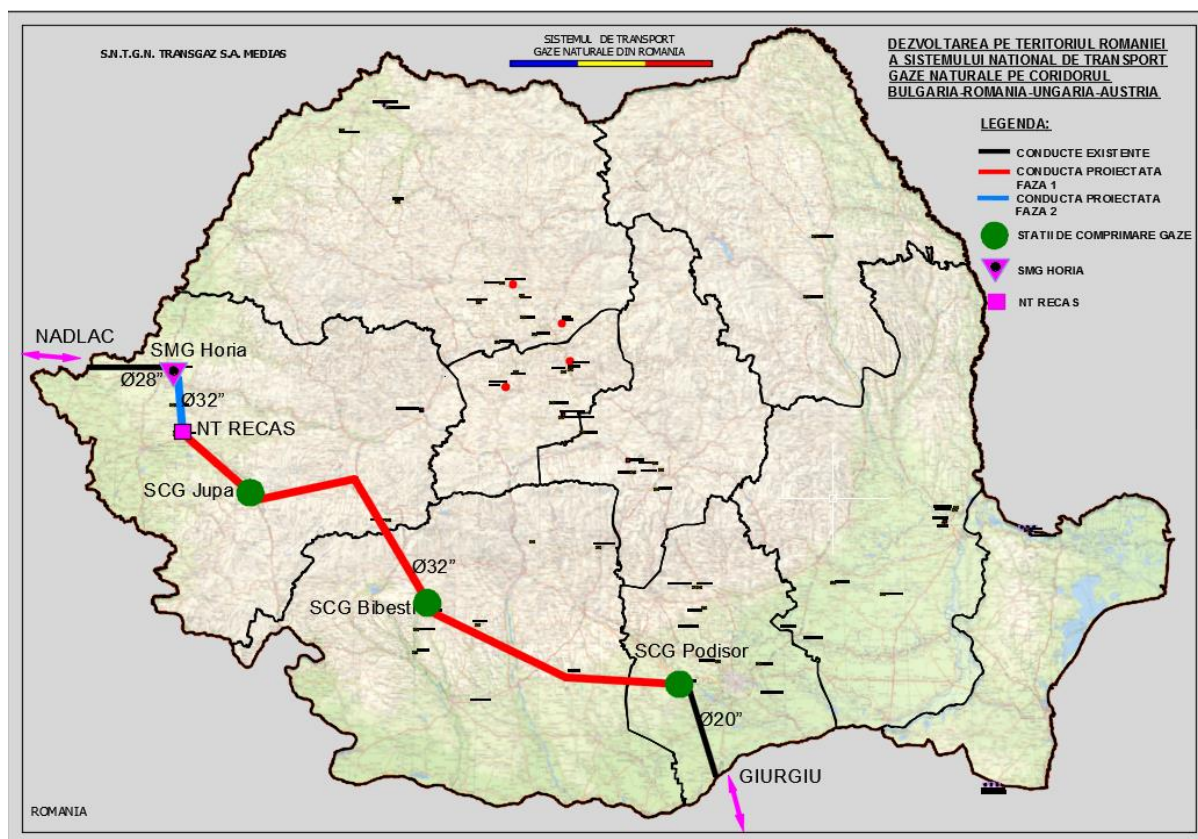 S.N.T.G.N. TRANSGAZ S.A. MEDIAS
SISTEMUL DE TRANSPORT
GAZE NATURALE DIN ROMANIA
DEZVOLTAREA PE TERITORIUL ROMANIEI
A SISTEMULUI NATIONAL DE TRANSPORT
GAZE NATURALE PE CORIDORUL
BULGARIA-ROMANIA-UNGARIA-AUSTRIA
LEGENDA:
CONDUCTE EXISTENTE
CONDUCTA PROIECTATA
FAZA 1
CONDUCTA PROIECTATA
FAZA 2
STATII DE COMPRIMARE GAZE
SMG HORIA
NT RECAS
NADLAC
SMG Horia
Ø28”
Ø32”
NT RECAS
SCG Jupa
Ø32”
SCG Bibesti
SCG Podisor
Ø20”
GIURGIU
ROMANIA